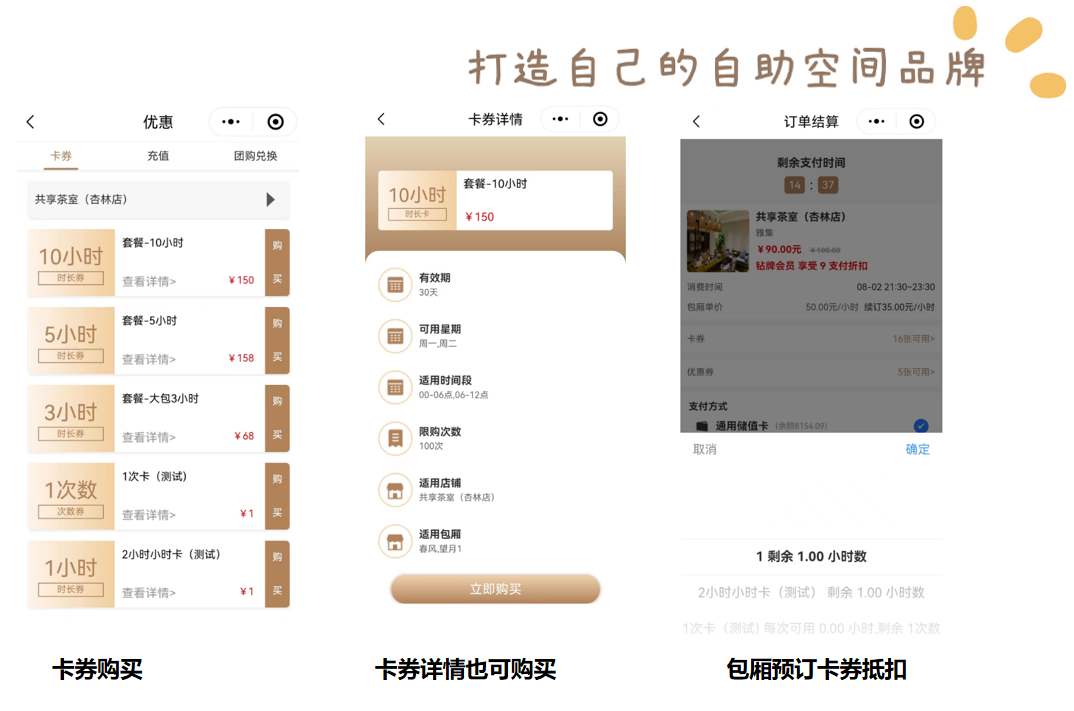 打造自己的自助空间品牌
优惠
卡券 充值 团购兑换
共享茶室（杏林店）
10小时
时长券
套餐-10小时
查看详情>
￥150
购买
5小时
时长券
套餐-5小时
查看详情>
￥158
购买
3小时
时长券
套餐-大包3小时
查看详情>
￥68
购买
1次数
次数券
1次卡（测试）
查看详情>
￥1
购买
1小时
时长券
2小时小时卡（测试）
查看详情>
￥1
购买
卡券购买
卡券详情
10小时
时长卡
套餐-10小时
￥150
有效期
30天
可用星期
周一,周二
适用时间段
00-06点,06-12点
限购次数
100次
适用店铺
共享茶室（杏林店）
适用包厢
春风,望月1
立即购买
卡券详情也可购买
订单结算
剩余支付时间
14 : 37
共享茶室（杏林店）
雅集
￥90.00元 ￥100.00
钻牌会员 享受 9 支付折扣
消费时间 08-02 21:30~23:30
包厢单价 50.00元/小时 续订35.00元/小时
卡券 16张可用>
优惠券 5张可用>
支付方式
通用储值卡（余额8154.09）
取消 确定
1 剩余 1.00 小时数
2小时小时卡（测试） 剩余 1.00 小时数
1次卡（测试）每次可用 0.00 小时,剩余 1次数
包厢预订卡券抵扣